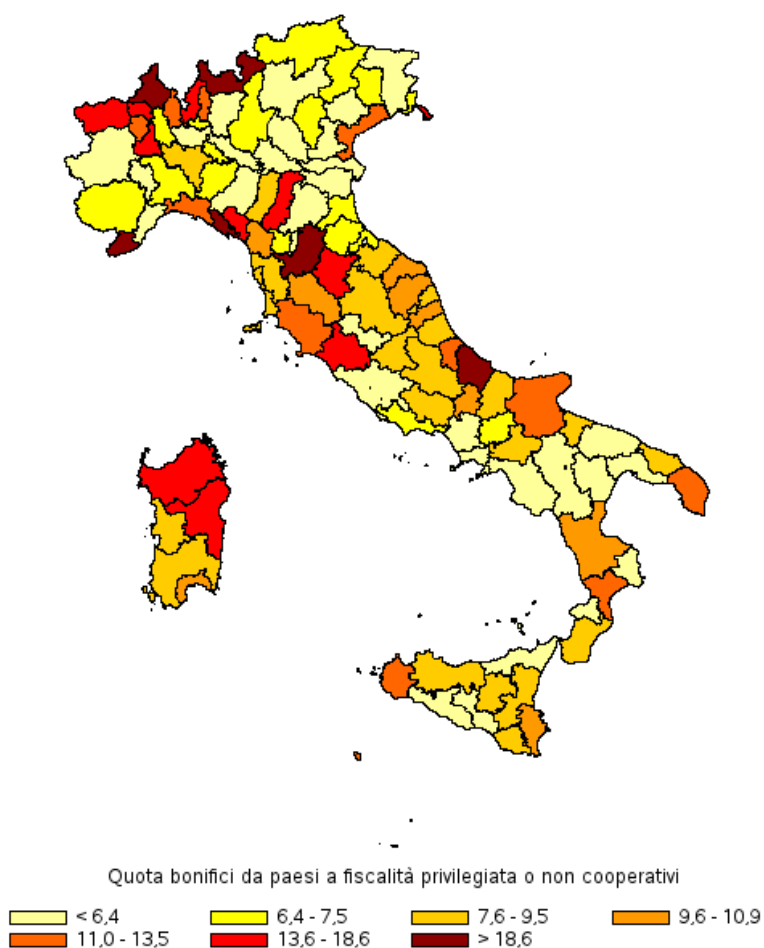 Quota bonifici da paesi a fiscalità privilegiata o non cooperativi
< 6,4 6,4 - 7,5 7,6 - 9,5 9,6 - 10,9
11,0 - 13,5 13,6 - 18,6 > 18,6